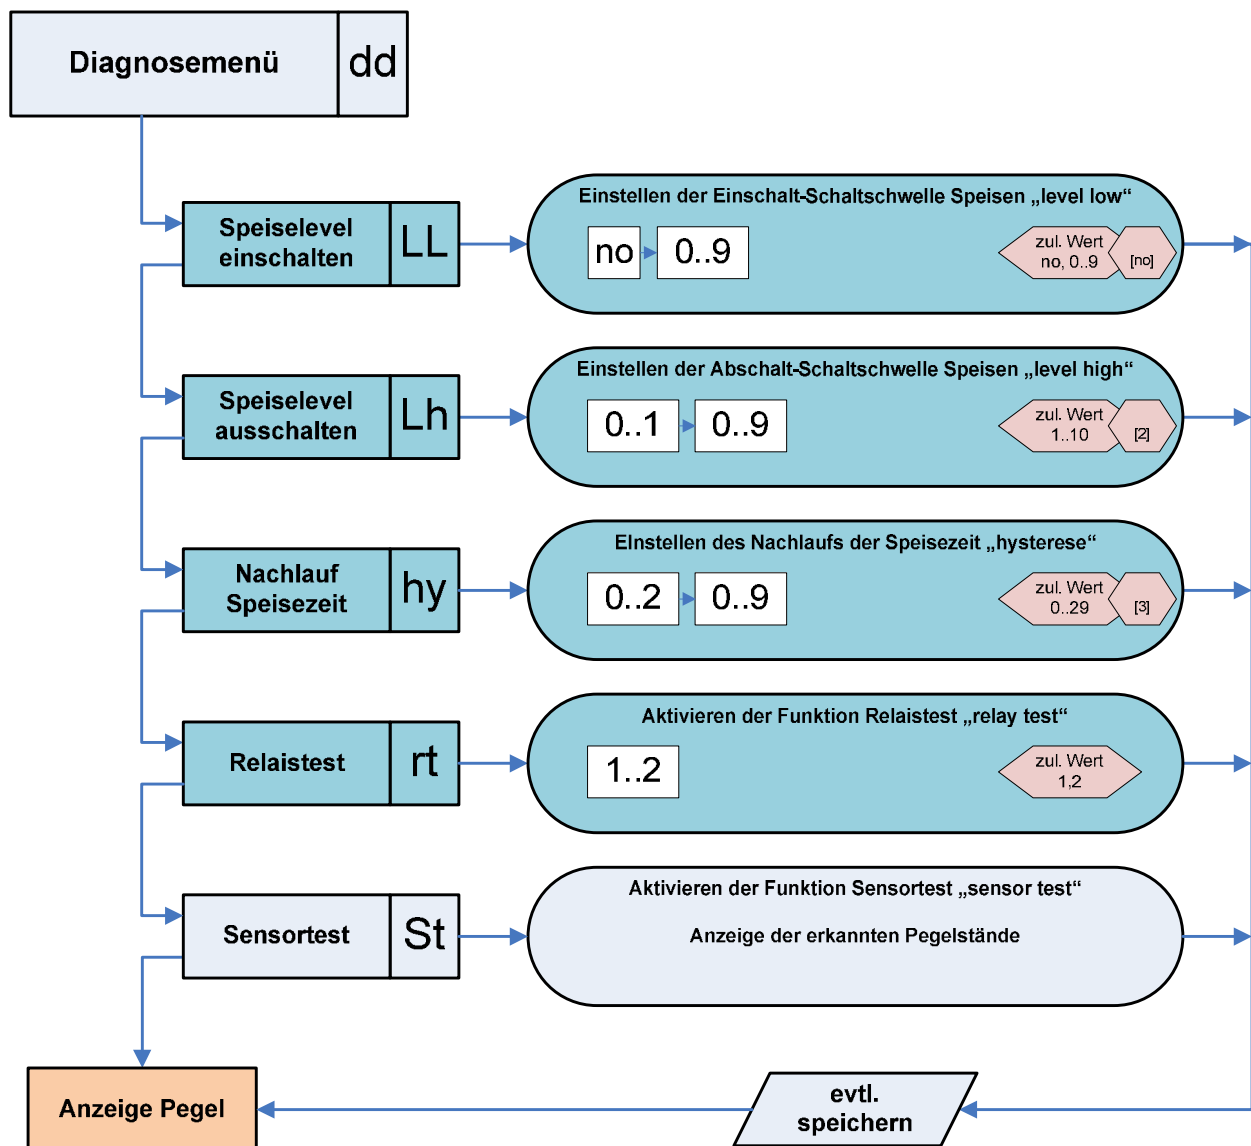 Diagnosemenü
dd
Speiselevel
einschalten
LL
Einstellen der Einschalt-Schaltschwelle Speisen „level low“
no
0..9
zul. Wert
no, 0..9
[no]
Speiselevel
ausschalten
Lh
Einstellen der Abschalt-Schaltschwelle Speisen „level high“
0..1
0..9
zul. Wert
1..10
[2]
Nachlauf
Speisezeit
hy
EInstellen des Nachlaufs der Speisezeit „hysterese“
0..2
0..9
zul. Wert
0..29
[3]
Relaistest
rt
Aktivieren der Funktion Relaistest „relay test“
1..2
zul. Wert
1,2
Sensortest
St
Aktivieren der Funktion Sensortest „sensor test“
Anzeige der erkannten Pegelstände
Anzeige Pegel
evtl.
speichern